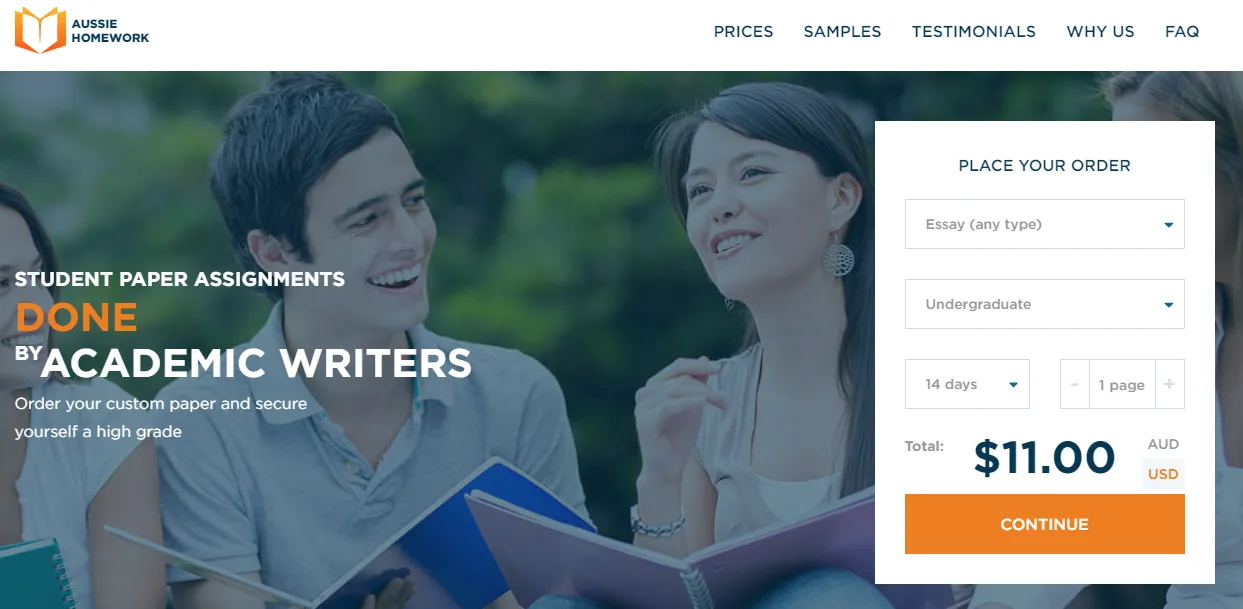 AUSSIE
HOMEWORK
PRICES
SAMPLES
TESTIMONIALS
WHY US
FAQ
STUDENT PAPER ASSIGNMENTS
DONE
BY ACADEMIC WRITERS
Order your custom paper and secure
yourself a high grade
PLACE YOUR ORDER
Essay (any type)
Undergraduate
14 days
- 1 page +
Total:
$11.00
AUD
USD
CONTINUE